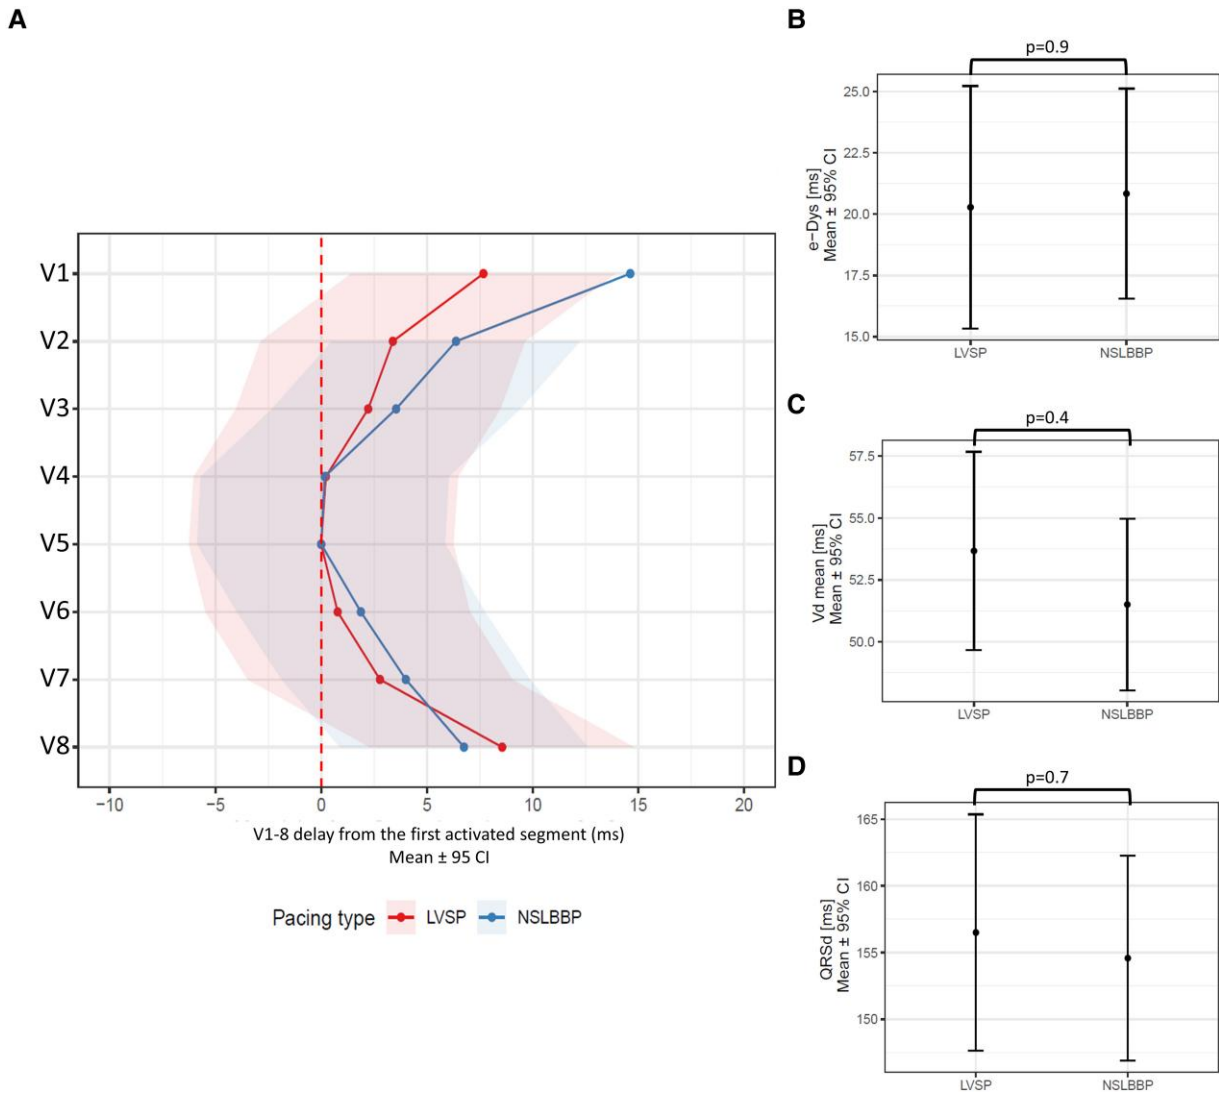 A
V1
V2
V3
V4
V5
V6
V7
V8
−10 −5 0 5 10 15 20
V1-8 delay from the first activated segment (ms)
Mean ± 95 CI
Pacing type LVSP NSLBBP
B
p=0.9
e−Dys [ms]
Mean ± 95% CI
25.0
22.5
20.0
17.5
15.0
LVSP NSLBBP
C
p=0.4
Vd mean [ms]
Mean ± 95% CI
57.5
55.0
52.5
50.0
LVSP NSLBBP
D
p=0.7
QRSd [ms]
Mean ± 95% CI
165
160
155
150
LVSP NSLBBP